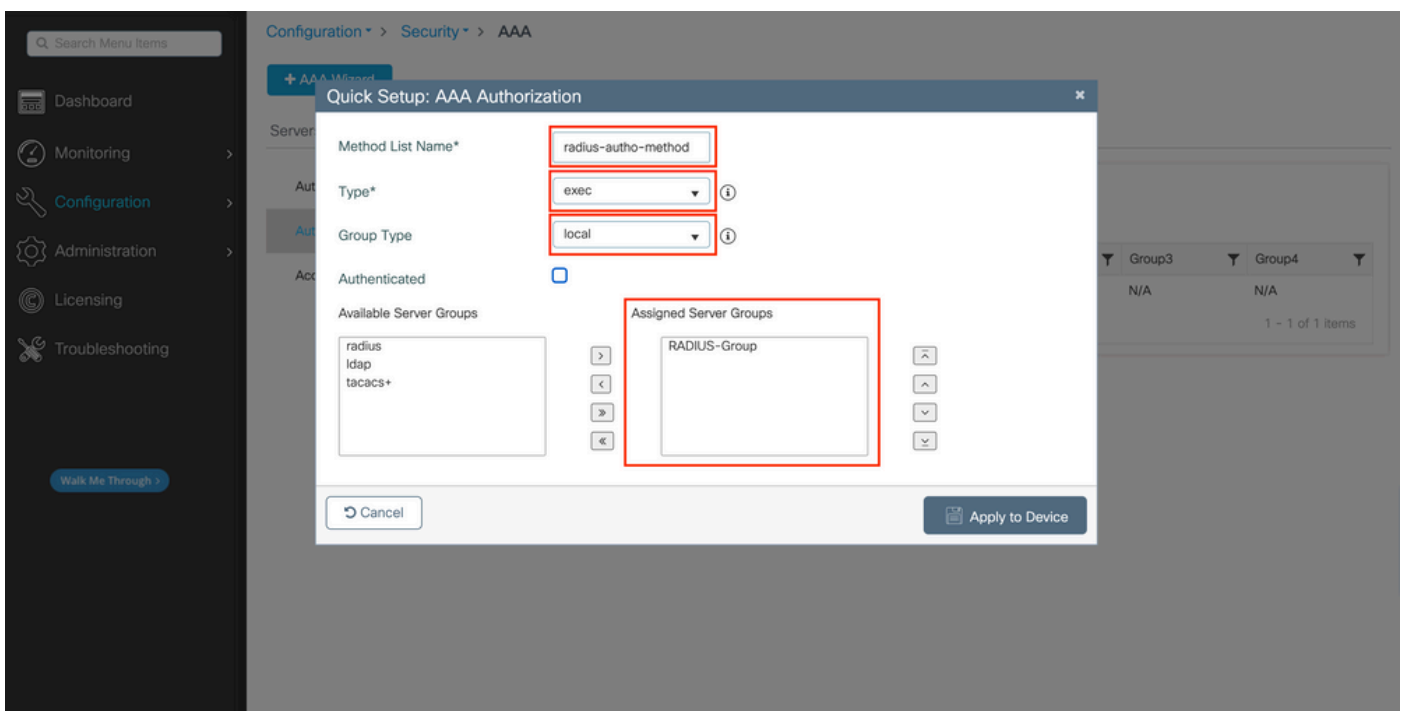 Search Menu Items
Dashboard
Monitoring
Configuration
Administration
Licensing
Troubleshooting
Walk Me Through >
Configuration > Security > AAA
+ AAA Wizard
Server
Aut
Aut
Acc
Quick Setup: AAA Authorization
Method List Name*
radius-autho-method
Type*
exec
Group Type
local
Authenticated
Available Server Groups
Assigned Server Groups
radius
ldap
tacacs+
RADIUS-Group
Cancel
Apply to Device
Group3
Group4
N/A
N/A
1 - 1 of 1 items